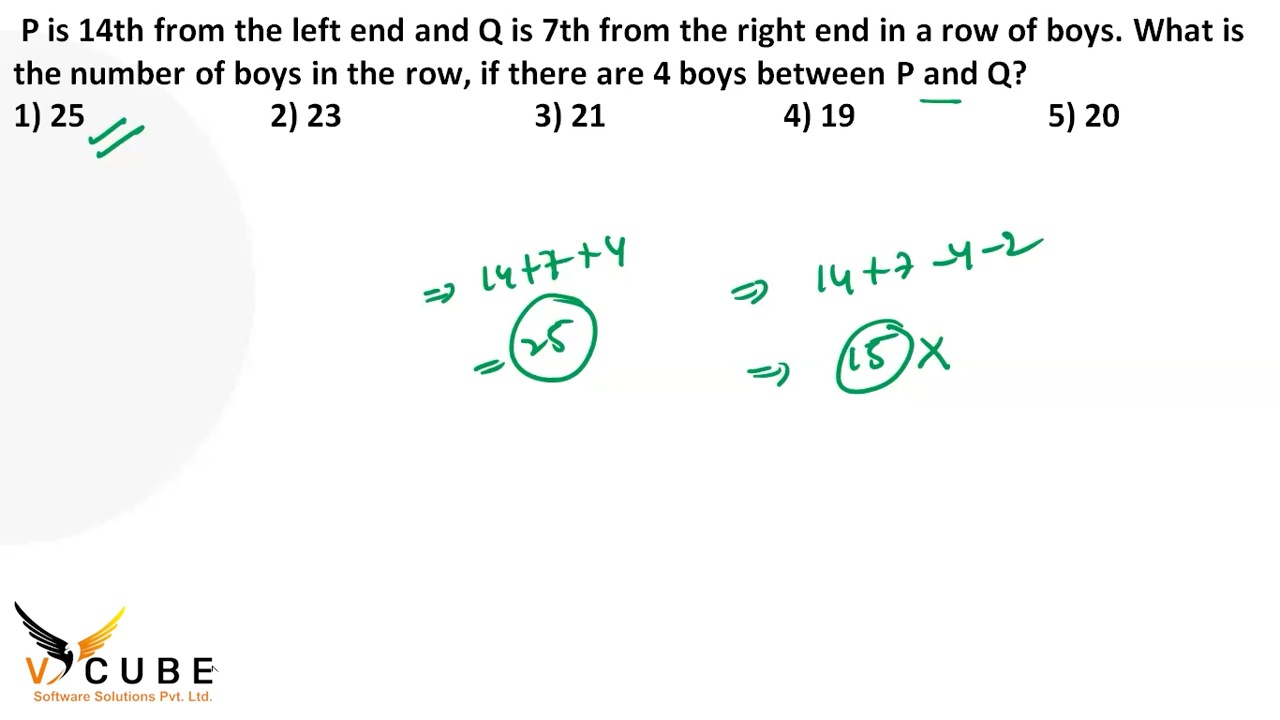 P is 14th from the left end and Q is 7th from the right end in a row of boys. What is
the number of boys in the row, if there are 4 boys between P and Q?
1) 25 2) 23 3) 21 4) 19 5) 20
⇒ 14+7+4 ⇒ 14+7-4-2
= 25 ⇒ 15 X
V CUBE
Software Solutions Pvt. Ltd.